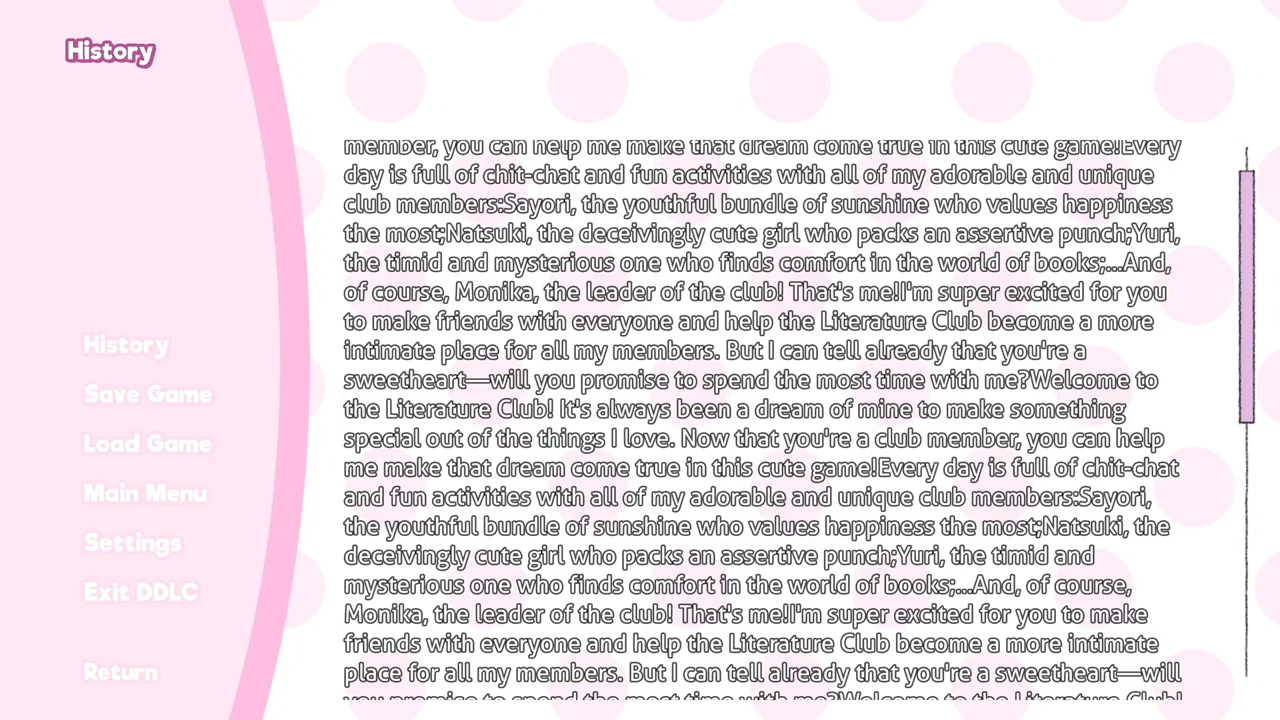 History
History
Save Game
Load Game
Main Menu
Settings
Exit DDLC
Return
member, you can help me make that dream come true in this cute game!Every
day is full of chit-chat and fun activities with all of my adorable and unique
club members:Sayori, the youthful bundle of sunshine who values happiness
the most;Natsuki, the deceivingly cute girl who packs an assertive punch;Yuri,
the timid and mysterious one who finds comfort in the world of books;...And,
of course, Monika, the leader of the club! That's me!I'm super excited for you
to make friends with everyone and help the Literature Club become a more
intimate place for all my members. But I can tell already that you're a
sweetheart—will you promise to spend the most time with me?Welcome to
the Literature Club! It's always been a dream of mine to make something
special out of the things I love. Now that you're a club member, you can help
me make that dream come true in this cute game!Every day is full of chit-chat
and fun activities with all of my adorable and unique club members:Sayori,
the youthful bundle of sunshine who values happiness the most;Natsuki, the
deceivingly cute girl who packs an assertive punch;Yuri, the timid and
mysterious one who finds comfort in the world of books;...And, of course,
Monika, the leader of the club! That's me!I'm super excited for you to make
friends with everyone and help the Literature Club become a more intimate
place for all my members. But I can tell already that you're a sweetheart—will
you promise to spend the most time with me?Welcome to the Literature Club!